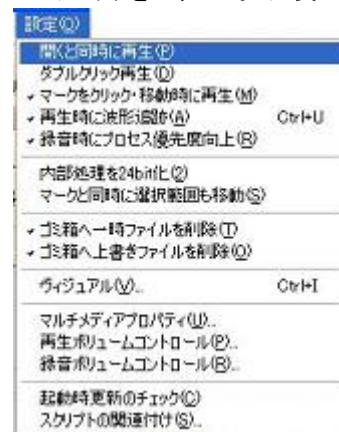 設定(O)
開くと同時に再生(P)
ダブルクリック再生(D)
マークをクリック・移動時に再生(M)
再生時に波形追跡(A) Ctrl+U
録音時にプロセス優先度向上(R)
内部処理を24bit化(2)
マークと同時に選択範囲も移動(S)
ゴミ箱へ一時ファイルを削除(T)
ゴミ箱へ上書きファイルを削除(O)
ヴィジュアル(V)... Ctrl+I
マルチメディアプロパティ(U)...
再生ボリュームコントロール(P)...
録音ボリュームコントロール(R)...
起動時更新のチェック(C)
スクリプトの関連付け(S)...